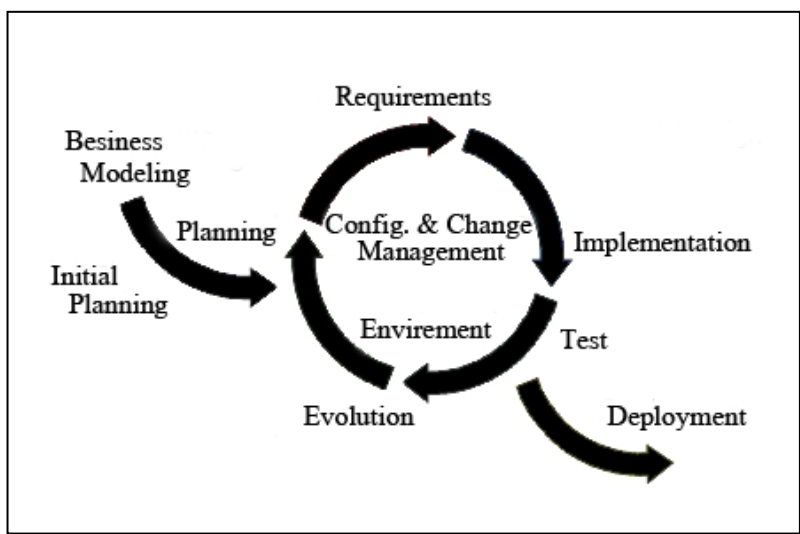 Requirements
Besiness
Modeling
Planning
Config. & Change
Management
Implementation
Initial
Planning
Envirement
Test
Evolution
Deployment